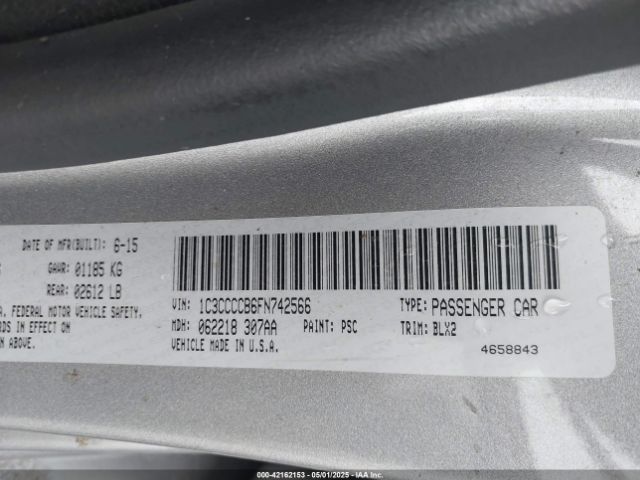 DATE OF MFR(BUILT): 6-15
GAWR: 01185 KG
REAR: 02612 LB
FEDERAL MOTOR VEHICLE SAFETY.
IN EFFECT ON
ABOVE.
VIN: 1C3CCCCB6FN742566
TYPE: PASSENGER CAR
MDH: 062218 307AA
PAINT: PSC
TRIM: BLX2
VEHICLE MADE IN U.S.A.
4658843
000-42162153 - 05/01/2025 - IAA Inc.